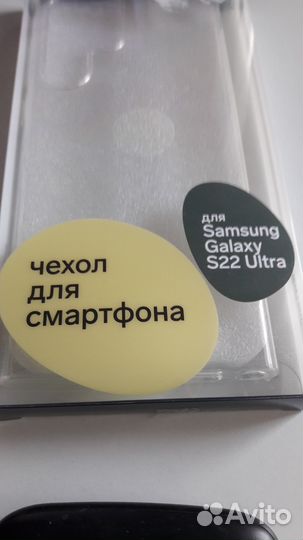 для
Samsung
Galaxy
S22 Ultra
чехол
для
смартфона
Avito